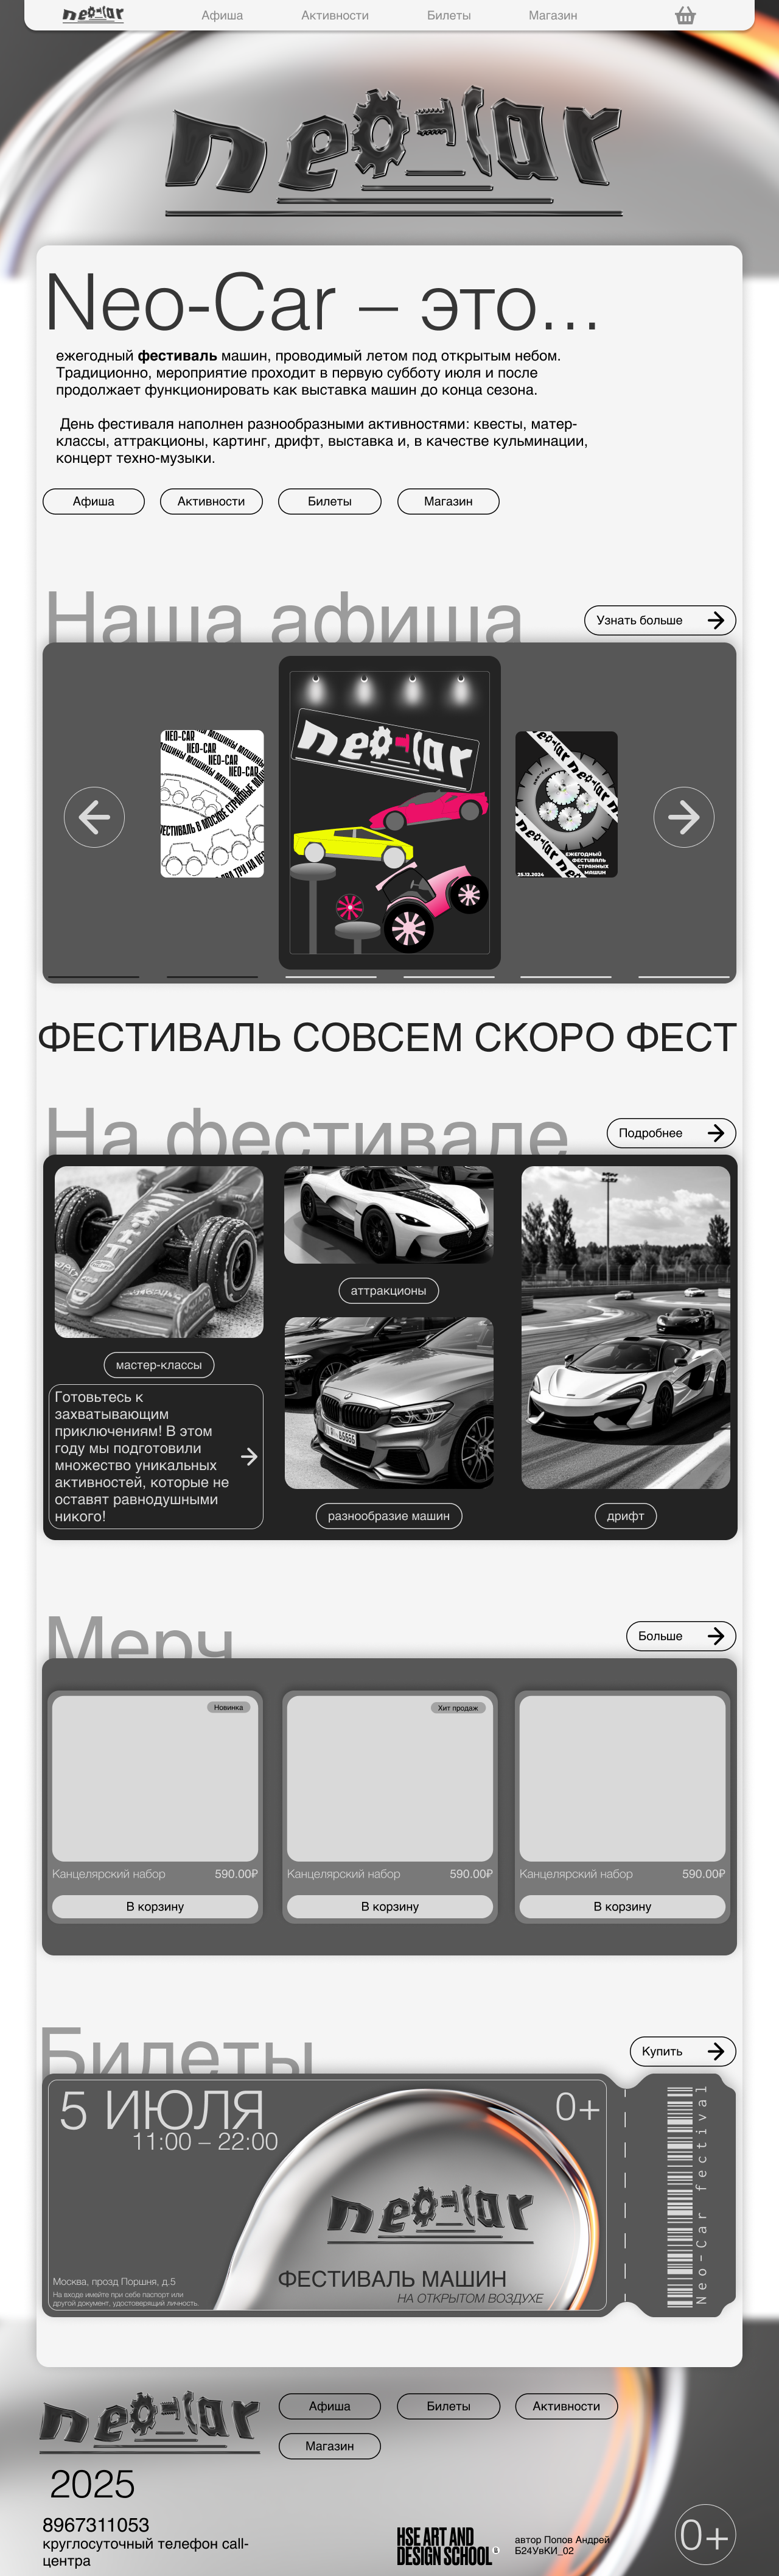 neo-car
Афиша
Активности
Билеты
Магазин
neo-car
Neo-Car – это...
ежегодный фестиваль машин, проводимый летом под открытым небом.
Традиционно, мероприятие проходит в первую субботу июля и после
продолжает функционировать как выставка машин до конца сезона.
День фестиваля наполнен разнообразными активностями: квесты, матер-
классы, аттракционы, картинг, дрифт, выставка и, в качестве кульминации,
концерт техно-музыки.
Афиша
Активности
Билеты
Магазин
Наша афиша
Узнать больше
NEO-CAR
NEO-CAR
NEO-CAR
NEO-CAR
neo-car
neo-car
neo-car
ЕЖЕГОДНЫЙ
ФЕСТИВАЛЬ
СТРАННЫХ
МАШИН
25.12.2024
ФЕСТИВАЛЬ СОВСЕМ СКОРО ФЕСТ
На фестивале
Подробнее
мастер-классы
аттракционы
Готовьтесь к
захватывающим
приключениям! В этом
году мы подготовили
множество уникальных
активностей, которые не
оставят равнодушными
никого!
разнообразие машин
дрифт
Мерч
Больше
Новинка
Хит продаж
Канцелярский набор
590.00₽
Канцелярский набор
590.00₽
Канцелярский набор
590.00₽
В корзину
В корзину
В корзину
Билеты
Купить
5 ИЮЛЯ
11:00 – 22:00
0+
neo-car
ФЕСТИВАЛЬ МАШИН
НА ОТКРЫТОМ ВОЗДУХЕ
Москва, прозд Поршня, д.5
На входе имейте при себе паспорт или
другой документ, удостоверящий личность.
Neo-Car fectival
neo-car
Афиша
Билеты
Активности
Магазин
2025
8967311053
круглосуточный телефон call-
центра
HSE ART AND
DESIGN SCHOOL
автор Попов Андрей
Б24УвКИ_02
0+